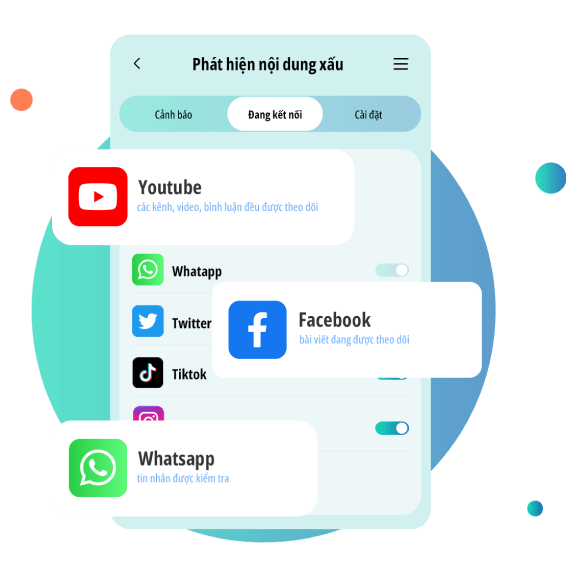 Phát hiện nội dung xấu
Cảnh báo
Đang kết nối
Cài đặt
Youtube
các kênh, video, bình luận đều được theo dõi
Whatapp
Twitter
Facebook
bài viết đang được theo dõi
Tiktok
Whatsapp
tin nhắn được kiểm tra